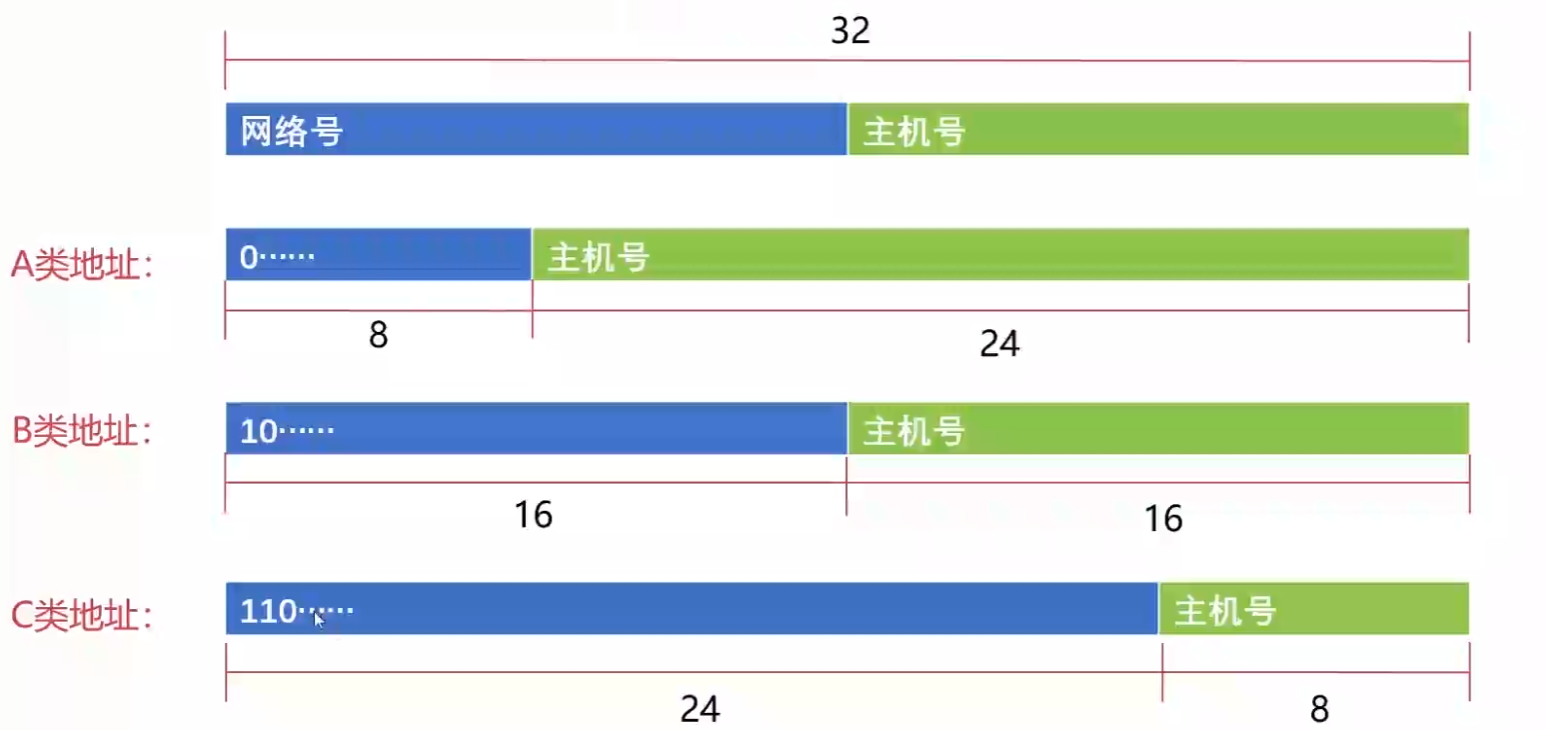 32
网络号 主机号
A类地址： 0⋯⋯ 主机号
8 24
B类地址： 10⋯⋯ 主机号
16 16
C类地址： 110⋯⋯ 主机号
24 8